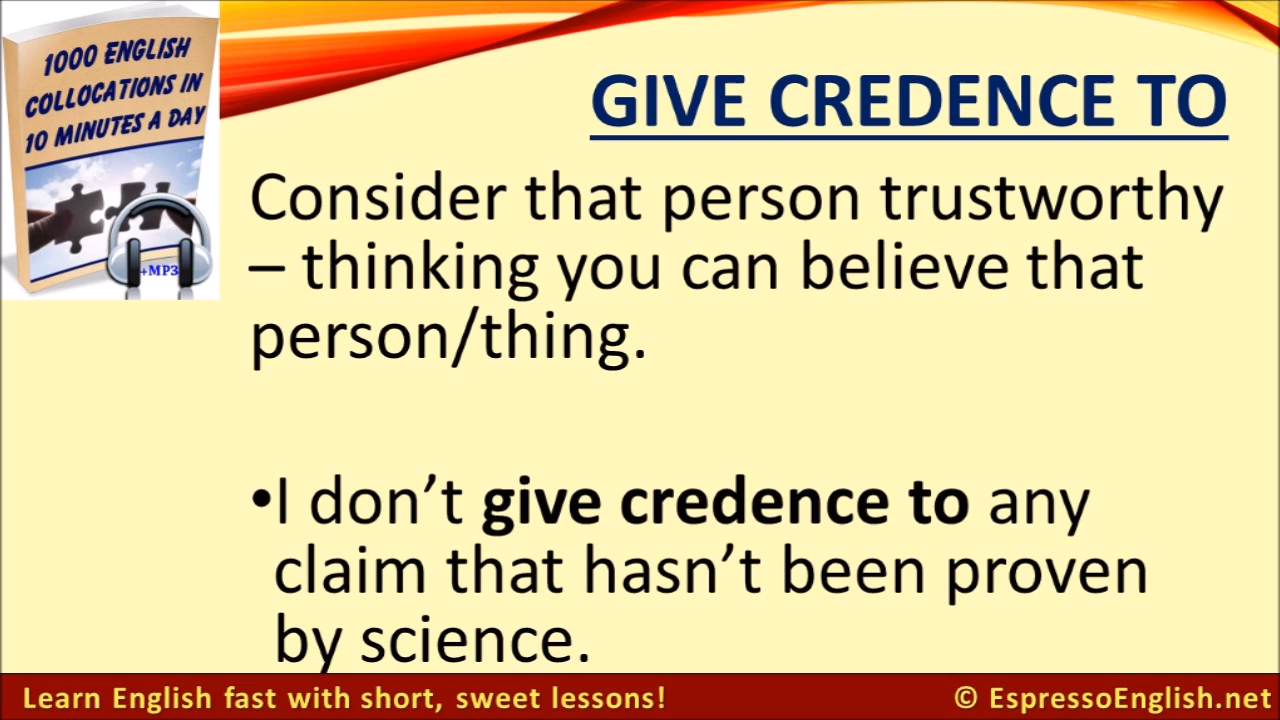 1000 ENGLISH
COLLOCATIONS IN
10 MINUTES A DAY
+MP3
GIVE CREDENCE TO
Consider that person trustworthy
– thinking you can believe that
person/thing.
•I don’t give credence to any
claim that hasn’t been proven
by science.
Learn English fast with short, sweet lessons!
© EspressoEnglish.net